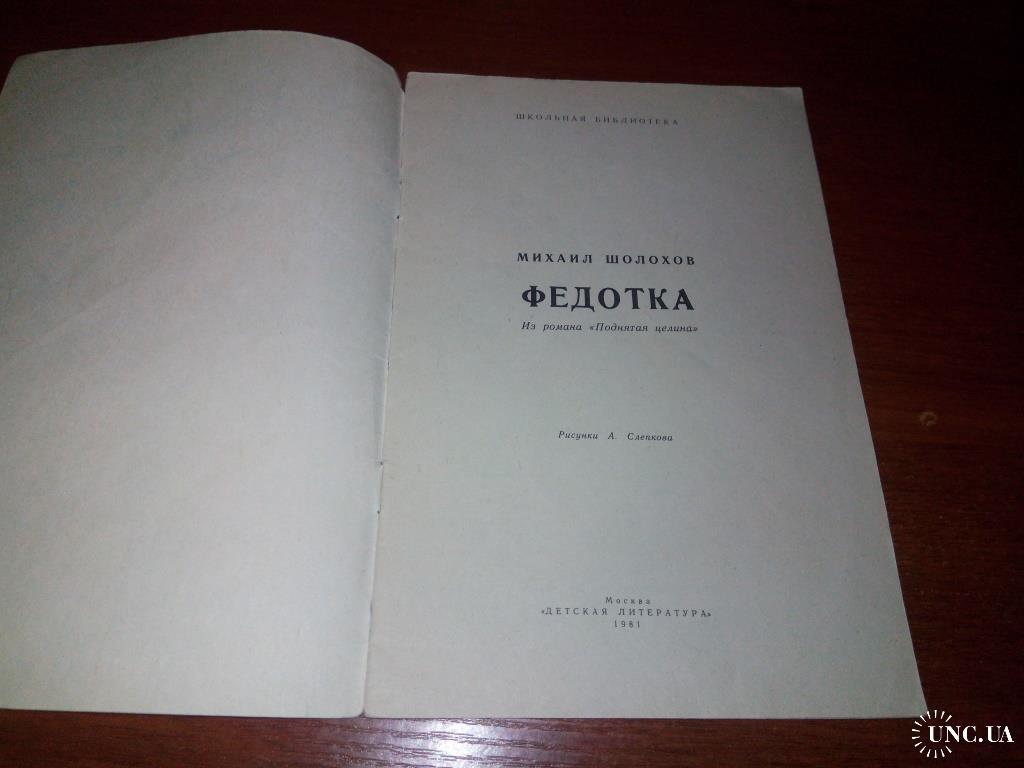 ШКОЛЬНАЯ БИБЛИОТЕКА
МИХАИЛ ШОЛОХОВ
ФЕДОТКА
Из романа «Поднятая целина»
Рисунки А. Слепкова
Москва
«ДЕТСКАЯ ЛИТЕРАТУРА»
1981
UNC.UA